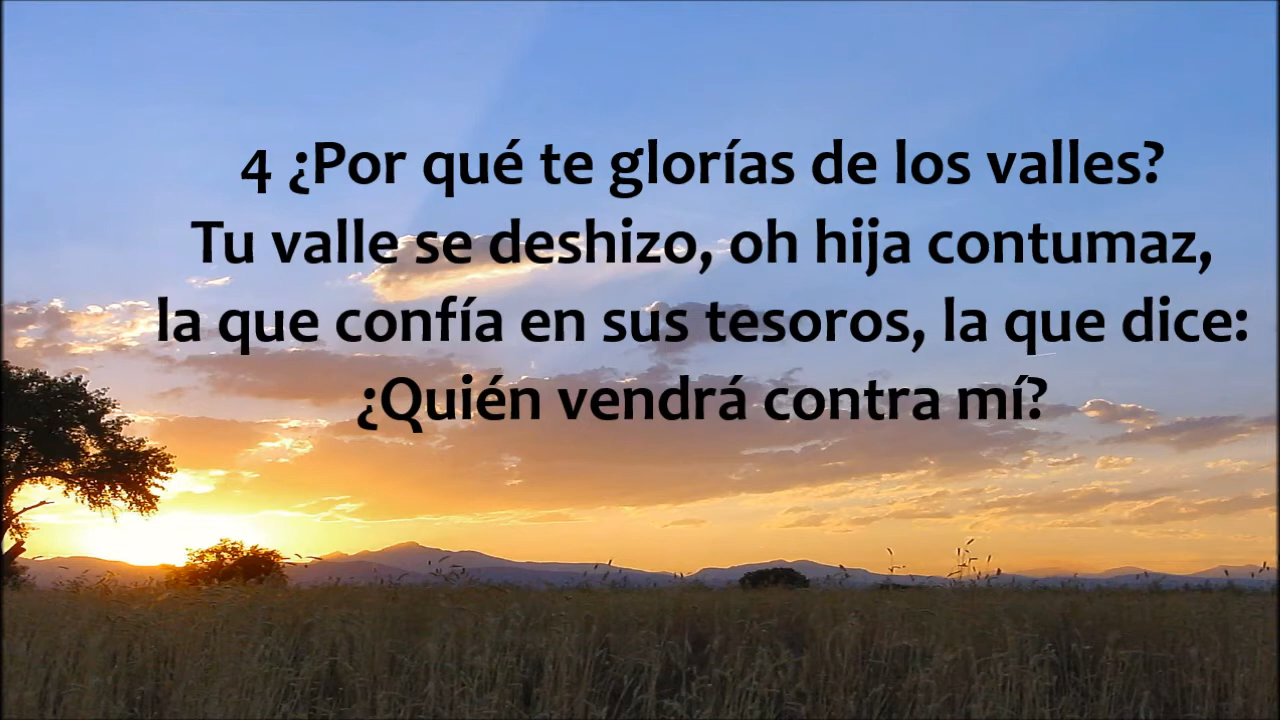 4 ¿Por qué te glorías de los valles?
Tu valle se deshizo, oh hija contumaz,
la que confía en sus tesoros, la que dice:
¿Quién vendrá contra mí?